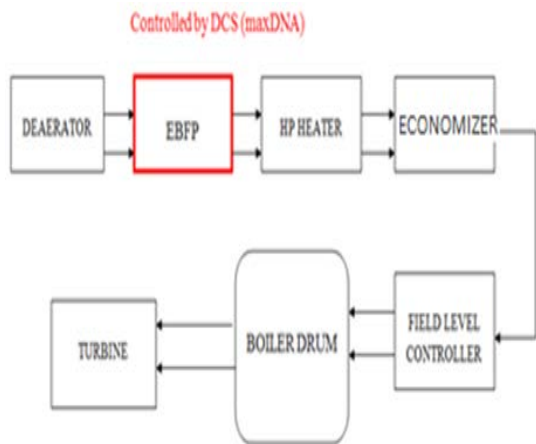 Controlled by DCS (maxDNA)
DEAERATOR
EBFP
HP HEATER
ECONOMIZER
TURBINE
BOILER DRUM
FIELD LEVEL
CONTROLLER